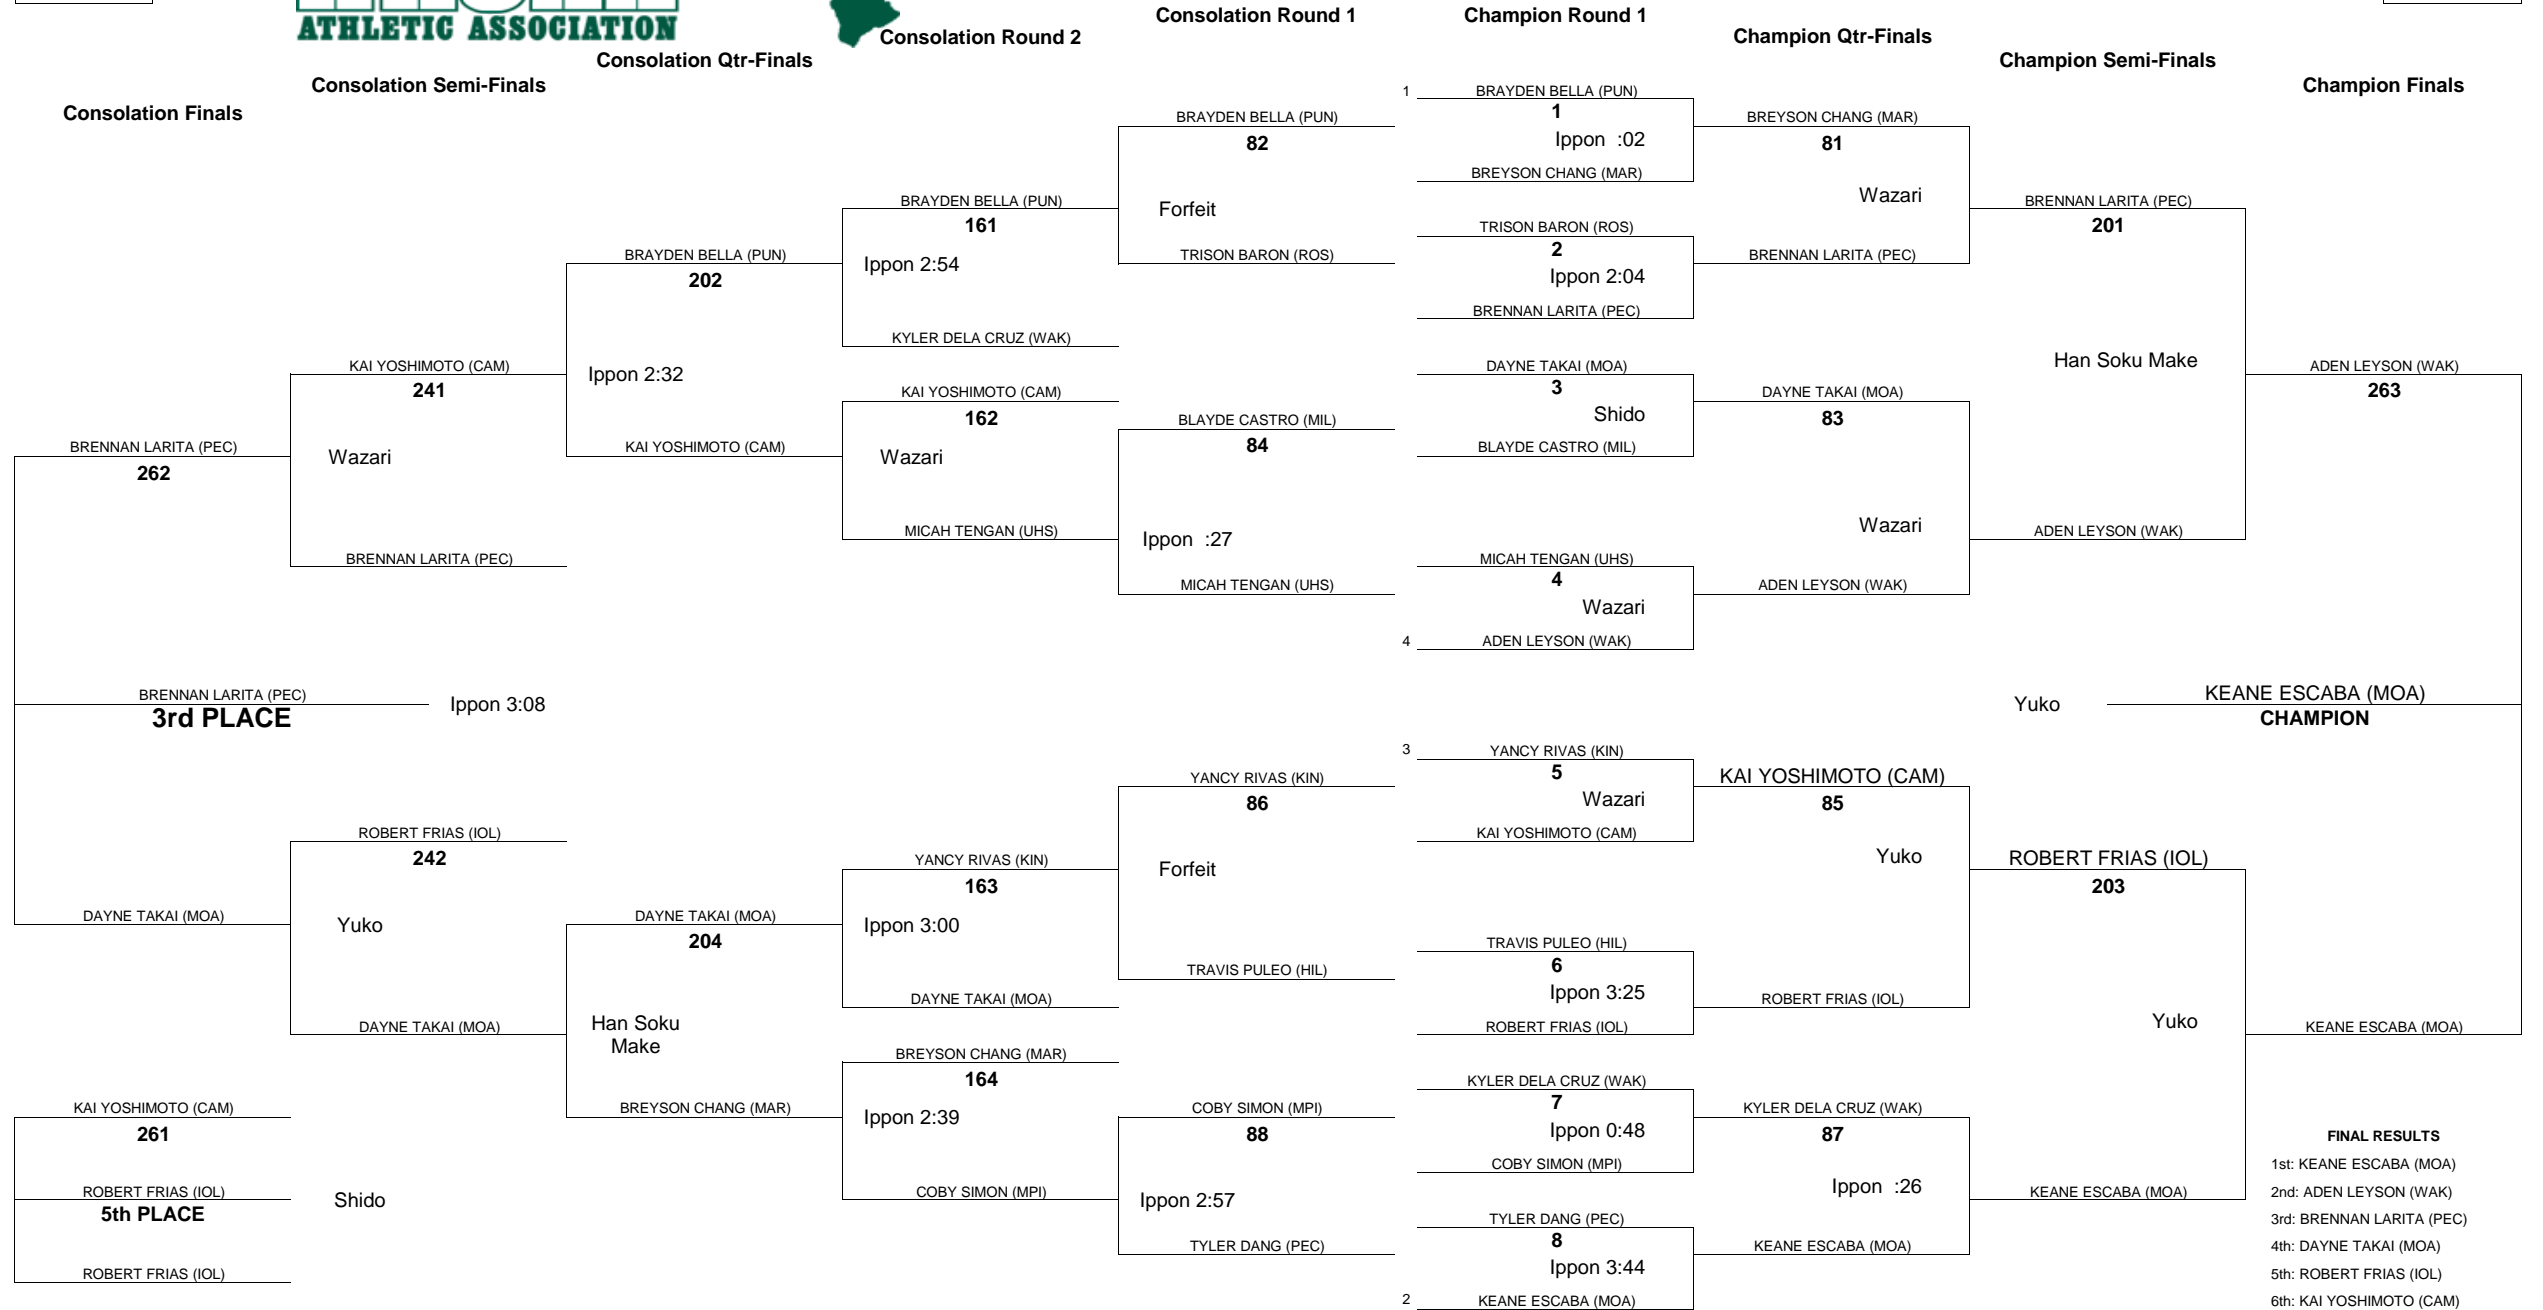 ATHLETIC ASSOCIATION
Consolation Finals
Consolation Semi-Finals
Consolation Qtr-Finals
Consolation Round 2
Consolation Round 1
Champion Round 1
Champion Qtr-Finals
Champion Semi-Finals
Champion Finals
BRENNAN LARITA (PEC)
262
BRENNAN LARITA (PEC)
3rd PLACE
Ippon 3:08
DAYNE TAKAI (MOA)
KAI YOSHIMOTO (CAM)
261
ROBERT FRIAS (IOL)
5th PLACE
Shido
ROBERT FRIAS (IOL)
KAI YOSHIMOTO (CAM)
241
Wazari
BRENNAN LARITA (PEC)
ROBERT FRIAS (IOL)
242
Yuko
DAYNE TAKAI (MOA)
BRAYDEN BELLA (PUN)
202
Ippon 2:32
KAI YOSHIMOTO (CAM)
DAYNE TAKAI (MOA)
204
Han Soku
Make
BREYSON CHANG (MAR)
BRAYDEN BELLA (PUN)
161
Ippon 2:54
KYLER DELA CRUZ (WAK)
KAI YOSHIMOTO (CAM)
162
Wazari
MICAH TENGAN (UHS)
YANCY RIVAS (KIN)
163
Ippon 3:00
DAYNE TAKAI (MOA)
BREYSON CHANG (MAR)
164
Ippon 2:39
COBY SIMON (MPI)
BRAYDEN BELLA (PUN)
82
Forfeit
TRISON BARON (ROS)
BLAYDE CASTRO (MIL)
84
Ippon :27
MICAH TENGAN (UHS)
YANCY RIVAS (KIN)
86
Forfeit
TRAVIS PULEO (HIL)
COBY SIMON (MPI)
88
Ippon 2:57
TYLER DANG (PEC)
1 BRAYDEN BELLA (PUN)
1
Ippon :02
BREYSON CHANG (MAR)
TRISON BARON (ROS)
2
Ippon 2:04
BRENNAN LARITA (PEC)
DAYNE TAKAI (MOA)
3
Shido
BLAYDE CASTRO (MIL)
MICAH TENGAN (UHS)
4
Wazari
4 ADEN LEYSON (WAK)
3 YANCY RIVAS (KIN)
5
Wazari
KAI YOSHIMOTO (CAM)
TRAVIS PULEO (HIL)
6
Ippon 3:25
ROBERT FRIAS (IOL)
KYLER DELA CRUZ (WAK)
7
Ippon 0:48
COBY SIMON (MPI)
TYLER DANG (PEC)
8
Ippon 3:44
2 KEANE ESCABA (MOA)
BREYSON CHANG (MAR)
81
Wazari
BRENNAN LARITA (PEC)
DAYNE TAKAI (MOA)
83
Wazari
ADEN LEYSON (WAK)
KAI YOSHIMOTO (CAM)
85
Yuko
ROBERT FRIAS (IOL)
KYLER DELA CRUZ (WAK)
87
Ippon :26
KEANE ESCABA (MOA)
BRENNAN LARITA (PEC)
201
Han Soku Make
ADEN LEYSON (WAK)
ROBERT FRIAS (IOL)
203
Yuko
KEANE ESCABA (MOA)
ADEN LEYSON (WAK)
263
Yuko
KEANE ESCABA (MOA)
CHAMPION
KEANE ESCABA (MOA)
FINAL RESULTS
1st: KEANE ESCABA (MOA)
2nd: ADEN LEYSON (WAK)
3rd: BRENNAN LARITA (PEC)
4th: DAYNE TAKAI (MOA)
5th: ROBERT FRIAS (IOL)
6th: KAI YOSHIMOTO (CAM)